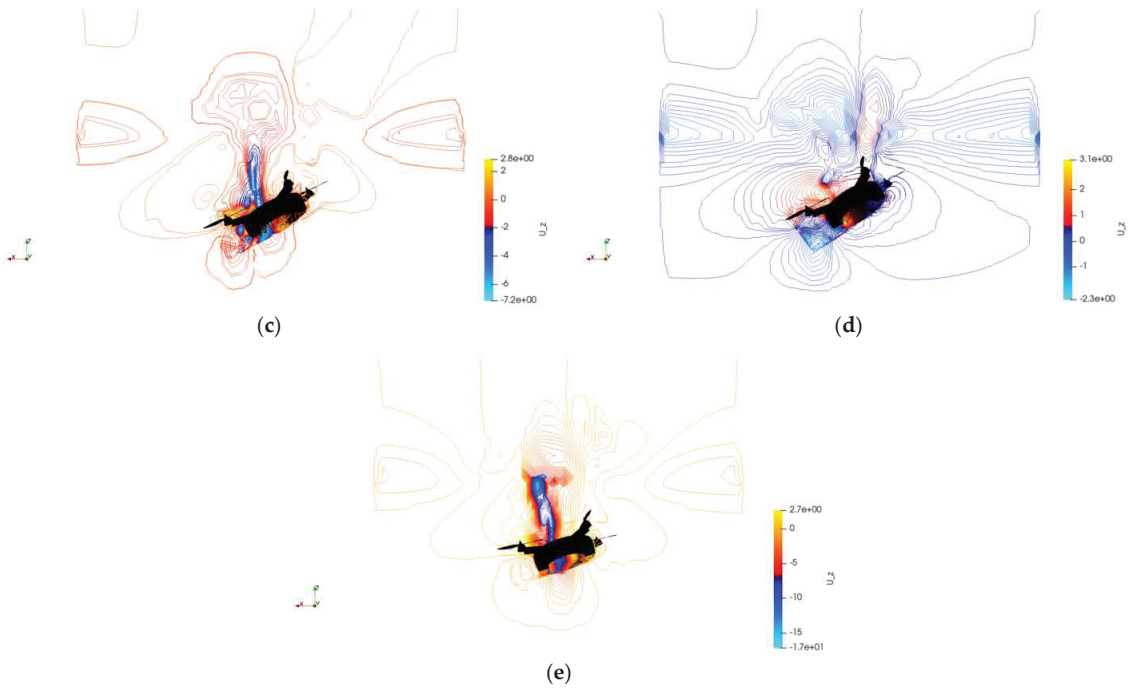 2.8e+00
2
0
-2
-4
-6
-7.2e+00
U_z
Z
X
Y
(c)
3.1e+00
2
1
0
-1
-2.3e+00
U_z
Z
X
Y
(d)
2.7e+00
0
-5
-10
-15
-1.7e+01
U_z
Z
X
Y
(e)